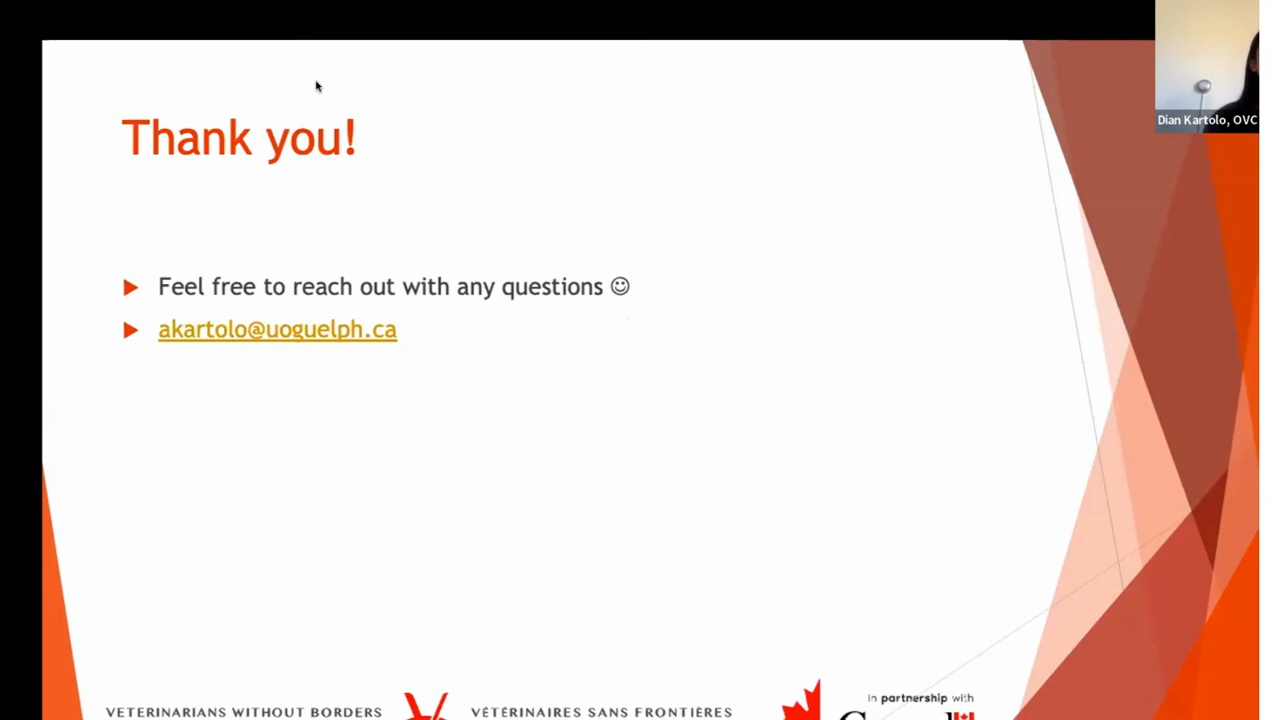 Thank you!
Feel free to reach out with any questions ☺
akartolo@uoguelph.ca
Dian Kartolo, OVC
VETERINARIANS WITHOUT BORDERS
VÉTÉRINAIRES SANS FRONTIÈRES
In partnership with
Canada